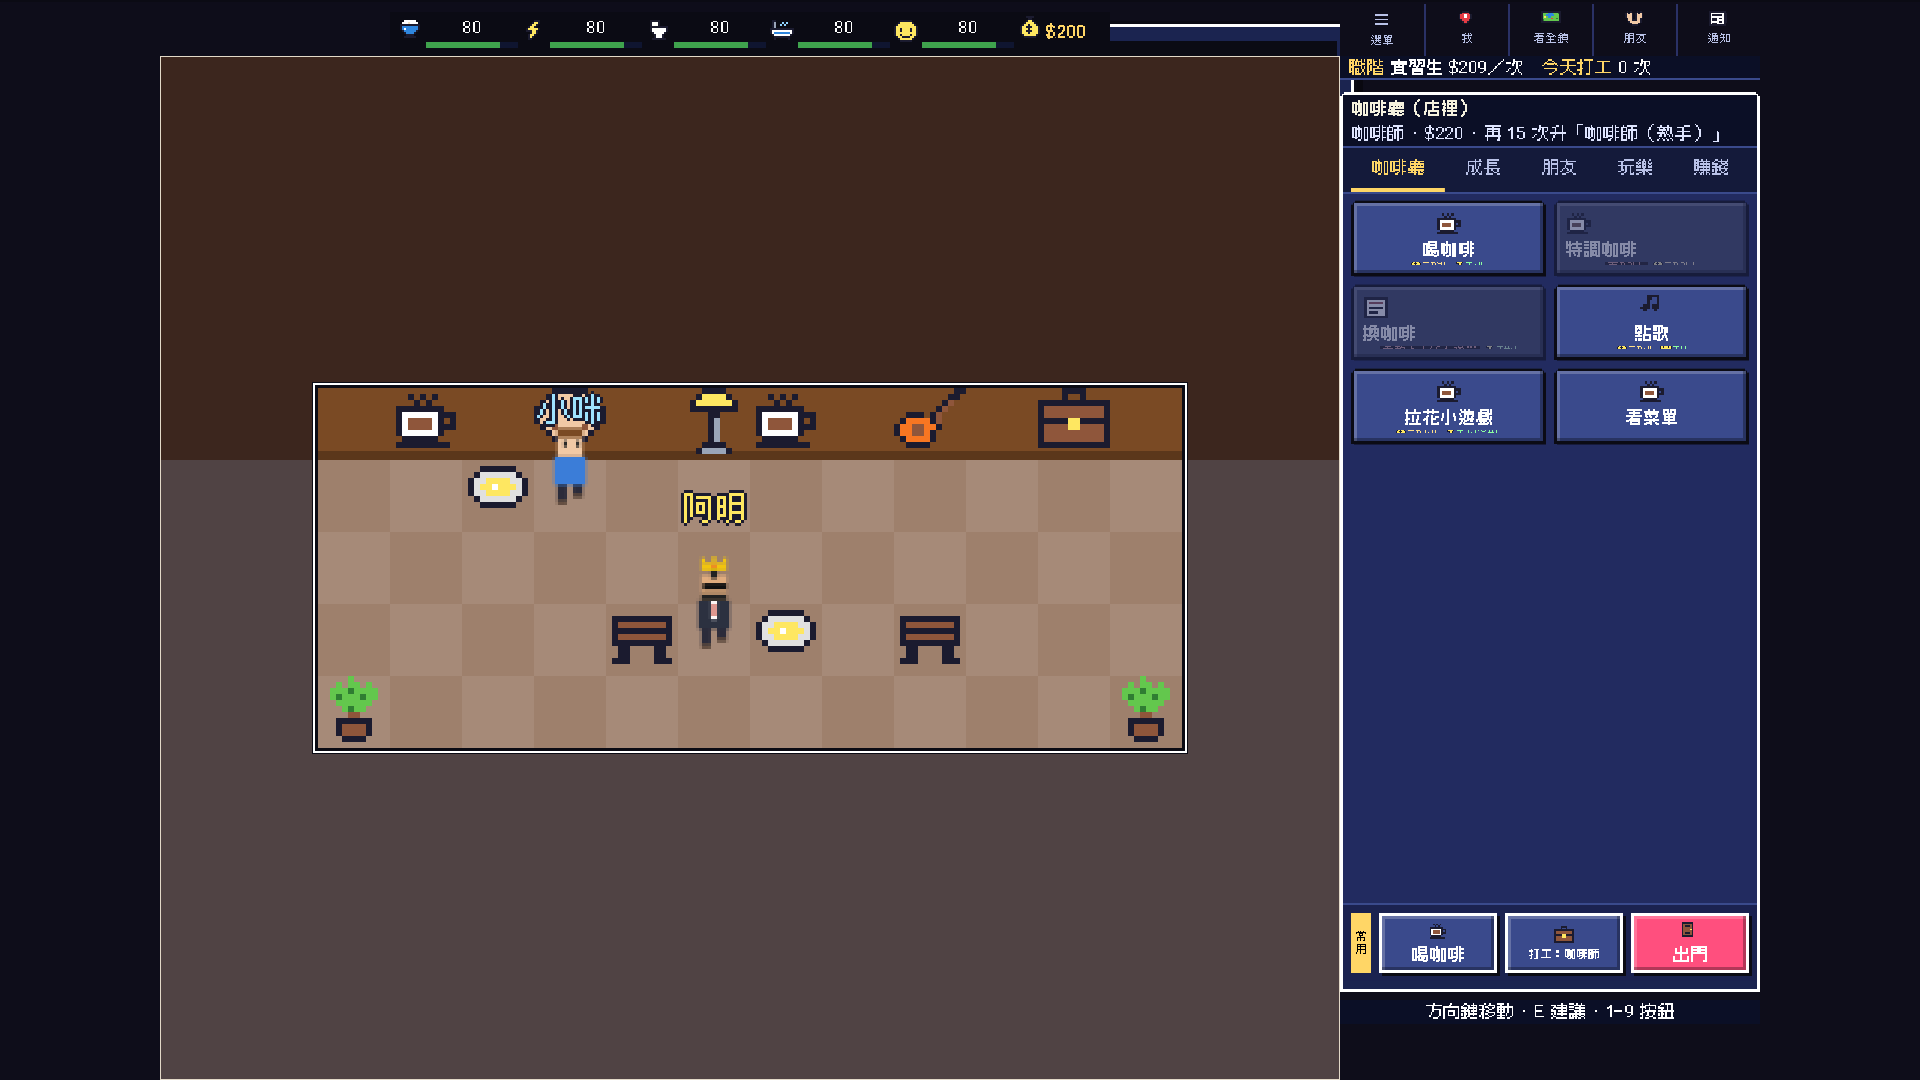 80 80 80 80 80 $200
選單 我 看全鎮 朋友 通知
職階 實習生 $209／次 今天打工 0 次
咖啡廳（店裡）
咖啡師 · $220 · 再 15 次升「咖啡師（熟手）」
咖啡廳 成長 朋友 玩樂 賺錢
喝咖啡 特調咖啡
換咖啡 點歌
拉花小遊戲 看菜單
小咪
阿明
常用 喝咖啡 打工：咖啡師 出門
方向鍵移動 · E 建議 · 1-9 按鈕